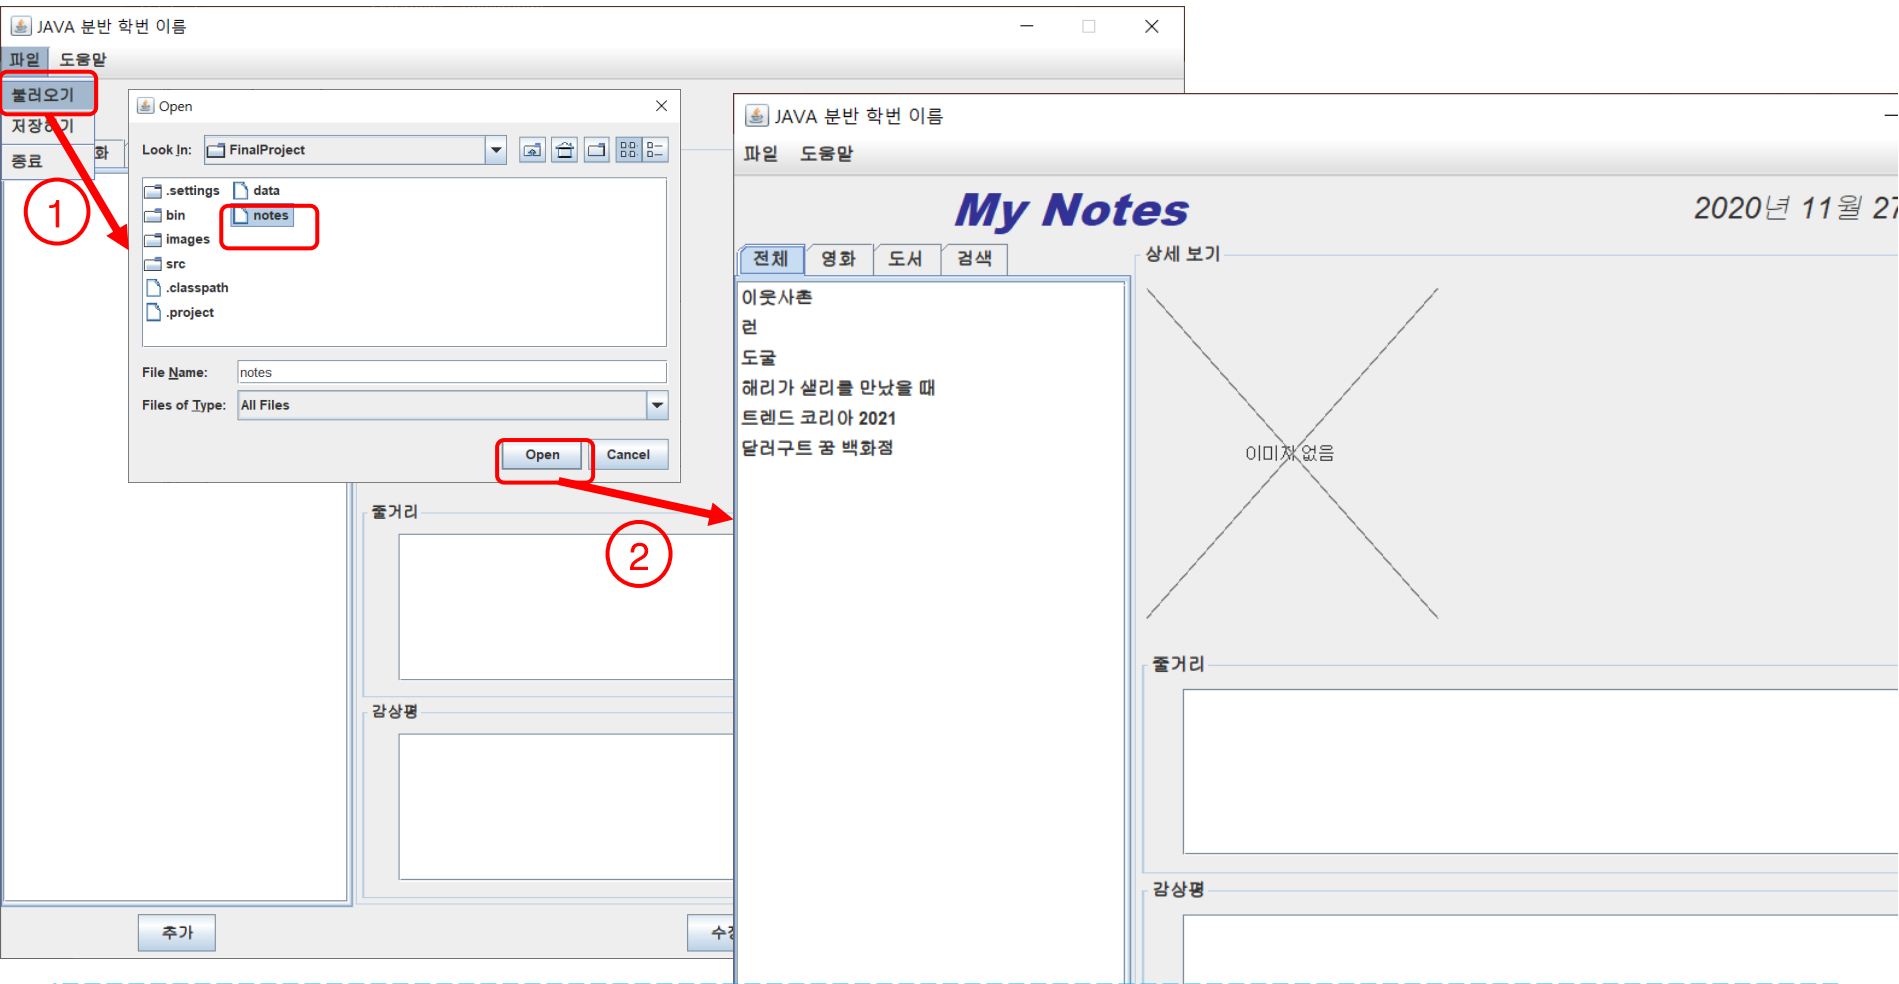 JAVA 분반 학번 이름
파일 도움말
불러오기
저장하기
종료
화
1
Open
Look In: FinalProject
.settings data
bin notes
images
src
.classpath
.project
File Name: notes
Files of Type: All Files
Open Cancel
2
줄거리
감상평
추가
JAVA 분반 학번 이름
파일 도움말
My Notes
2020년 11월 27
전체 영화 도서 검색
이웃사촌
런
도굴
해리가 샐리를 만났을 때
트렌드 코리아 2021
달러구트 꿈 백화점
상세 보기
이미지 없음
줄거리
감상평